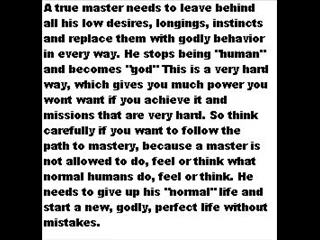 A true master needs to leave behind
all his low desires, longings, instincts
and replace them with godly behavior
in every way. He stops being "human"
and becomes "god" This is a very hard
way, which gives you much power you
wont want if you achieve it and
missions that are very hard. So think
carefully if you want to follow the
path to mastery, because a master is
not allowed to do, feel or think what
normal humans do, feel or think. He
needs to give up his "normal" life and
start a new, godly, perfect life without
mistakes.